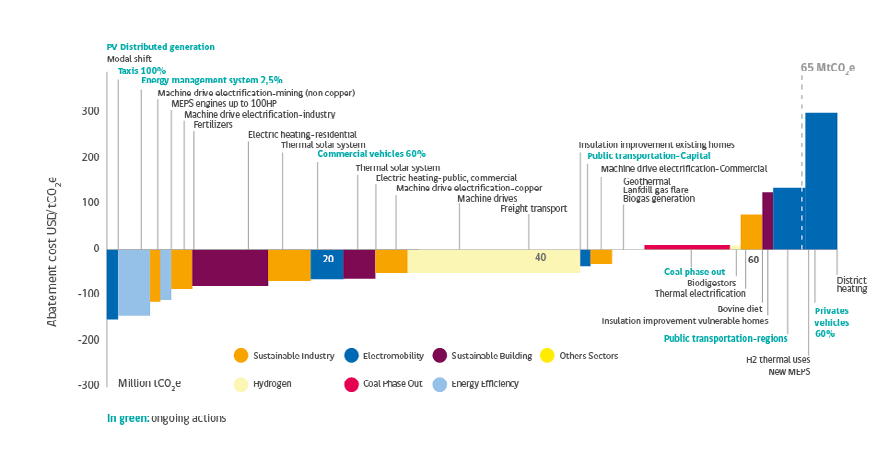 PV Distributed generation
Modal shift
Taxis 100%
Energy management system 2,5%
Machine drive electrification-mining (non copper)
MEPS engines up to 100HP
Machine drive electrification-industry
Fertilizers
Electric heating-residential
Thermal solar system
Commercial vehicles 60%
Thermal solar system
Electric heating-public, commercial
Machine drive electrification-copper
Machine drives
Freight transport
Insulation improvement existing homes
Public transportation-Capital
Machine drive electrification-Commercial
Geothermal
Landfill gas flare
Biogas generation
65 MtCO2e
Abatement cost USD/tCO2e
300
200
100
0
-100
-200
-300
20
40
60
Coal phase out
Biodigestors
Thermal electrification
Bovine diet
Insulation improvement vulnerable homes
Public transportation-regions
H2 thermal uses
New MEPS
District
heating
Privates
vehicles
60%
Million tCO2e
Sustainable Industry
Electromobility
Sustainable Building
Others Sectors
Hydrogen
Coal Phase Out
Energy Efficiency
In green: ongoing actions